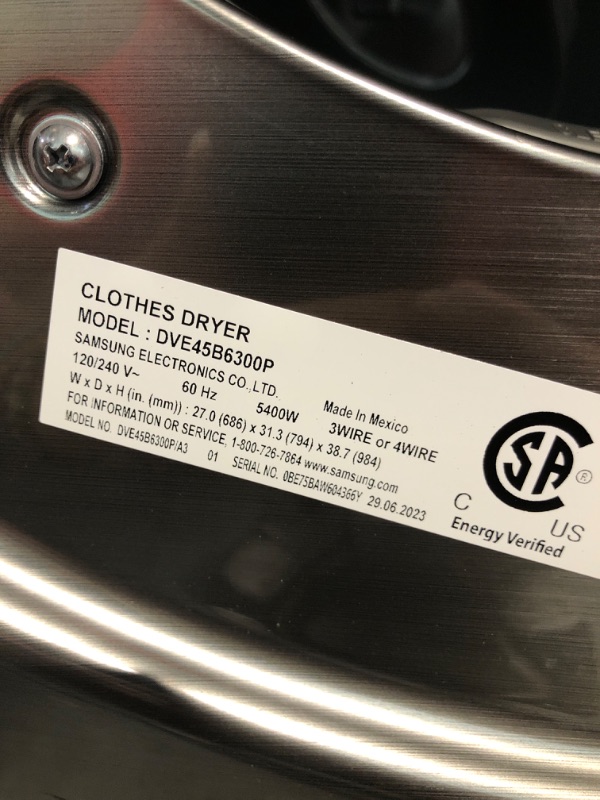 CLOTHES DRYER
MODEL : DVE45B6300P
SAMSUNG ELECTRONICS CO.,LTD.
120/240 V~ 60 Hz 5400W Made In Mexico
3WIRE or 4WIRE
W x D x H (in. (mm)) : 27.0 (686) x 31.3 (794) x 38.7 (984)
FOR INFORMATION OR SERVICE, 1-800-726-7864 www.samsung.com
MODEL NO. DVE45B6300P/A3 01 SERIAL NO. 0BE75BAW604366Y 29.06.2023
CSA ®
C US
Energy Verified